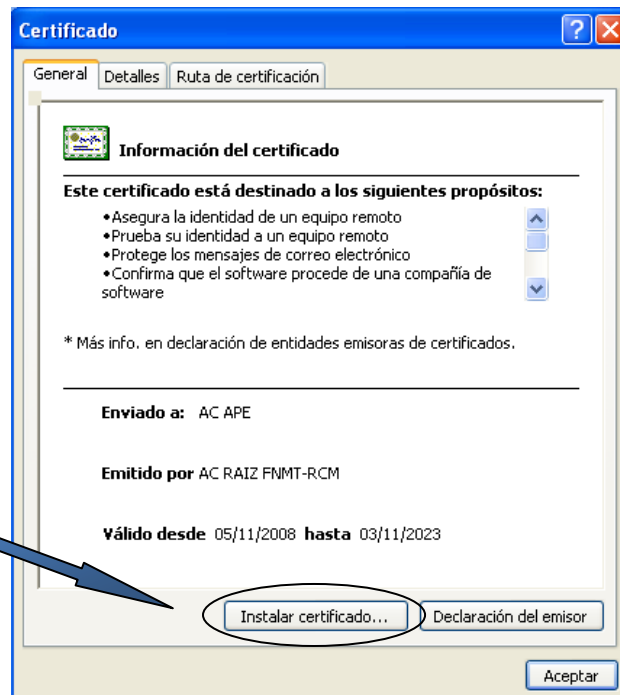 Certificado
General Detalles Ruta de certificación
Información del certificado
Este certificado está destinado a los siguientes propósitos:
•Asegura la identidad de un equipo remoto
•Prueba su identidad a un equipo remoto
•Protege los mensajes de correo electrónico
•Confirma que el software procede de una compañía de
software
* Más info. en declaración de entidades emisoras de certificados.
Enviado a: AC APE
Emitido por AC RAIZ FNMT-RCM
Válido desde 05/11/2008 hasta 03/11/2023
Instalar certificado... Declaración del emisor
Aceptar